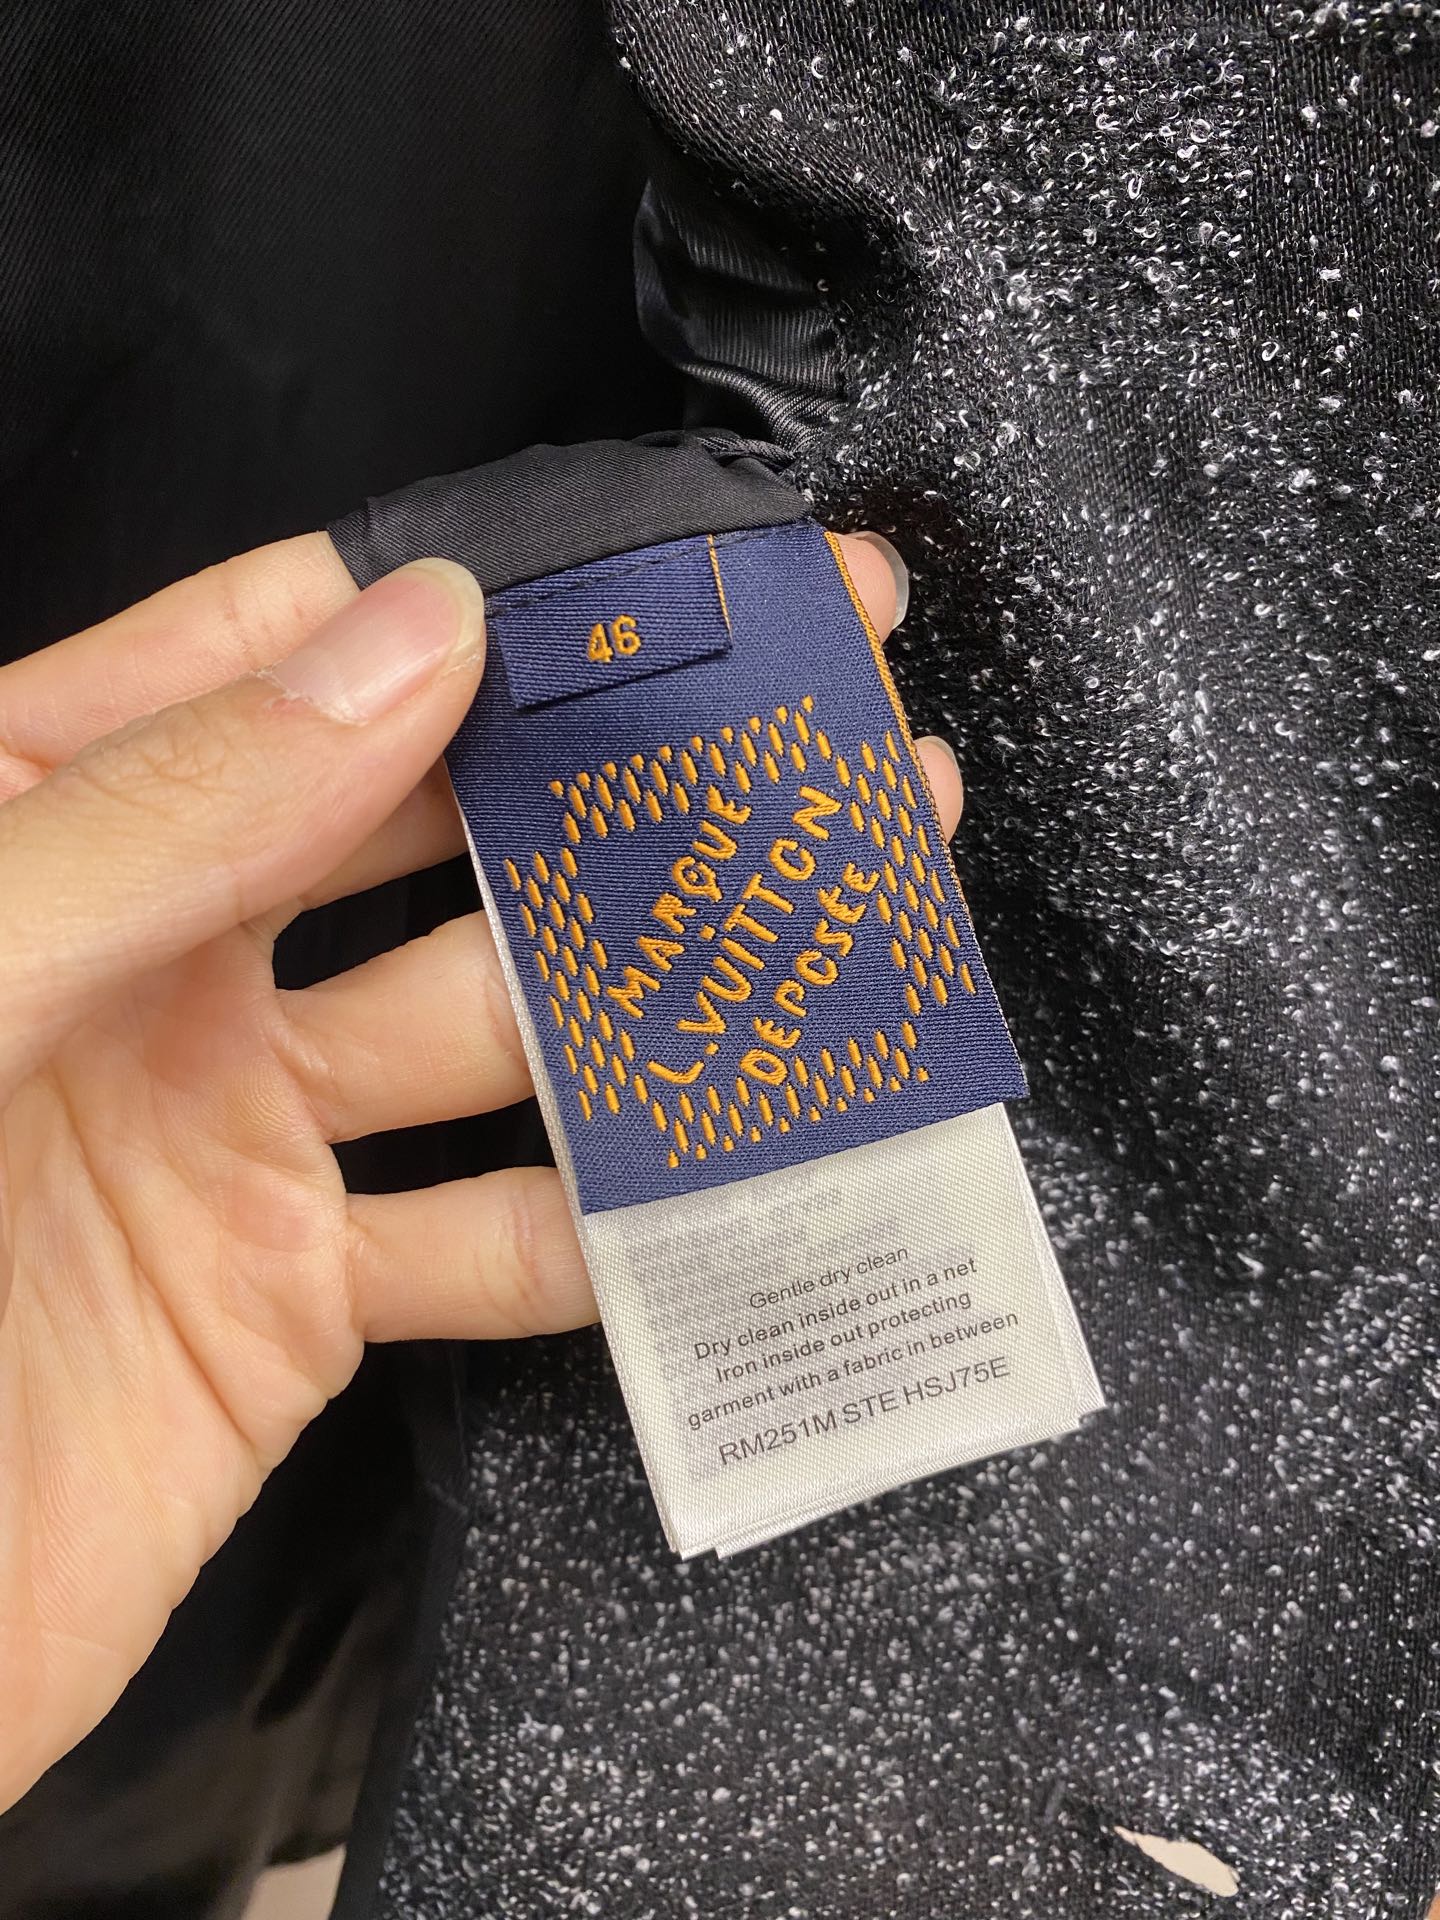 46
MARQUE
L.VUiTTON
DEPOSÉE
Gentle dry clean
Dry clean inside out in a net
Iron inside out protecting
garment with a fabric in between
RM251M STE HSJ75E